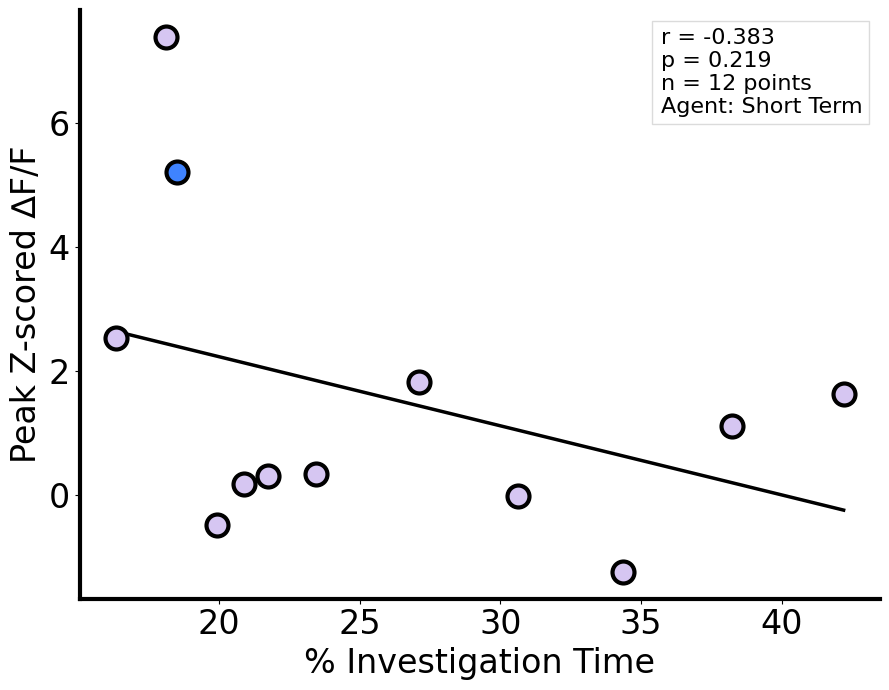 r = -0.383
p = 0.219
n = 12 points
Agent: Short Term
Peak Z-scored ΔF/F
6
4
2
0
20 25 30 35 40
% Investigation Time